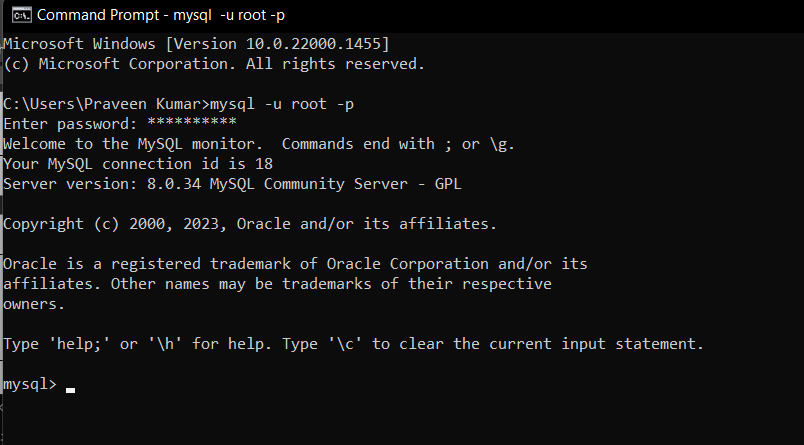 Command Prompt - mysql  -u root -p
Microsoft Windows [Version 10.0.22000.1455]
(c) Microsoft Corporation. All rights reserved.
C:\Users\Praveen Kumar>mysql -u root -p
Enter password: **********
Welcome to the MySQL monitor.  Commands end with ; or \g.
Your MySQL connection id is 18
Server version: 8.0.34 MySQL Community Server - GPL
Copyright (c) 2000, 2023, Oracle and/or its affiliates.
Oracle is a registered trademark of Oracle Corporation and/or its
affiliates. Other names may be trademarks of their respective
owners.
Type 'help;' or '\h' for help. Type '\c' to clear the current input statement.
mysql>